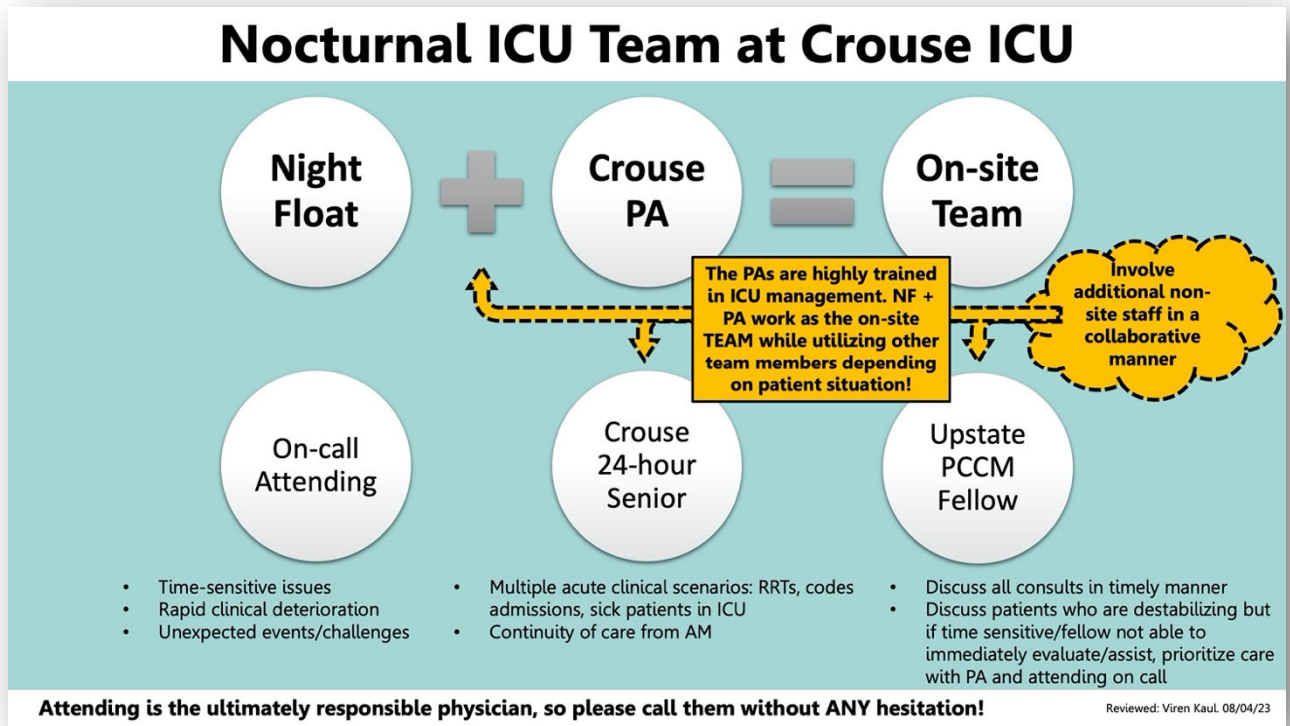 Nocturnal ICU Team at Crouse ICU
Night
Float
Crouse
PA
On-site
Team
The PAs are highly trained
in ICU management. NF +
PA work as the on-site
TEAM while utilizing other
team members depending
on patient situation!
Involve
additional non-
site staff in a
collaborative
manner
On-call
Attending
Crouse
24-hour
Senior
Upstate
PCCM
Fellow
• Time-sensitive issues
• Rapid clinical deterioration
• Unexpected events/challenges
• Multiple acute clinical scenarios: RRTs, codes
admissions, sick patients in ICU
• Continuity of care from AM
• Discuss all consults in timely manner
• Discuss patients who are destabilizing but
if time sensitive/fellow not able to
immediately evaluate/assist, prioritize care
with PA and attending on call
Attending is the ultimately responsible physician, so please call them without ANY hesitation!
Reviewed: Viren Kaul. 08/04/23